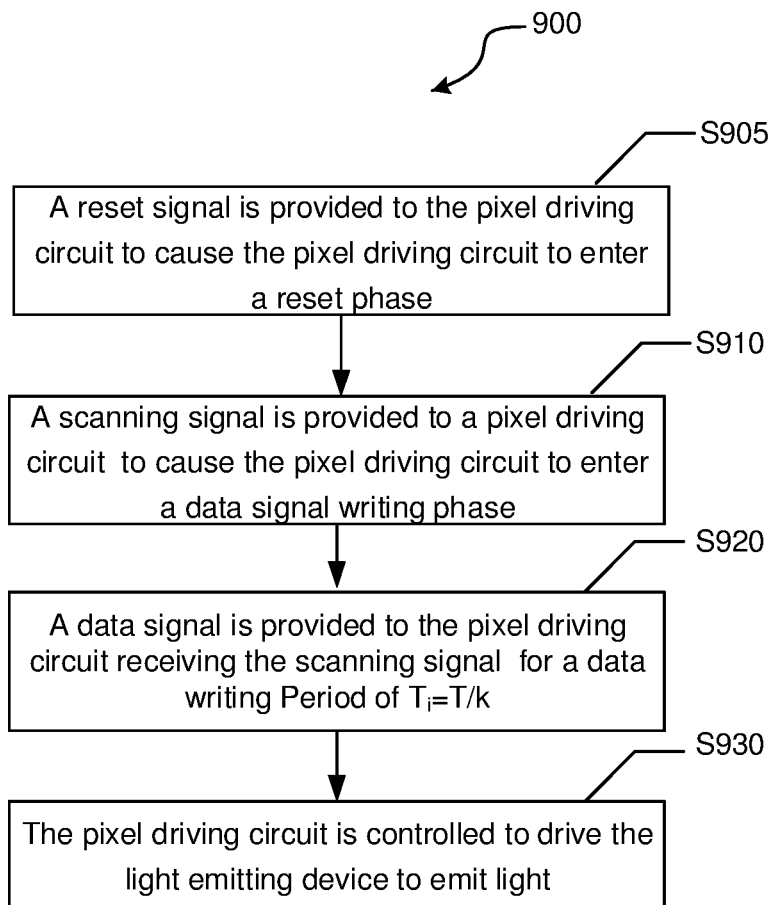 900
S905
A reset signal is provided to the pixel driving
circuit to cause the pixel driving circuit to enter
a reset phase
S910
A scanning signal is provided to a pixel driving
circuit to cause the pixel driving circuit to enter
a data signal writing phase
S920
A data signal is provided to the pixel driving
circuit receiving the scanning signal for a data
writing Period of Tᵢ=T/k
S930
The pixel driving circuit is controlled to drive the
light emitting device to emit light